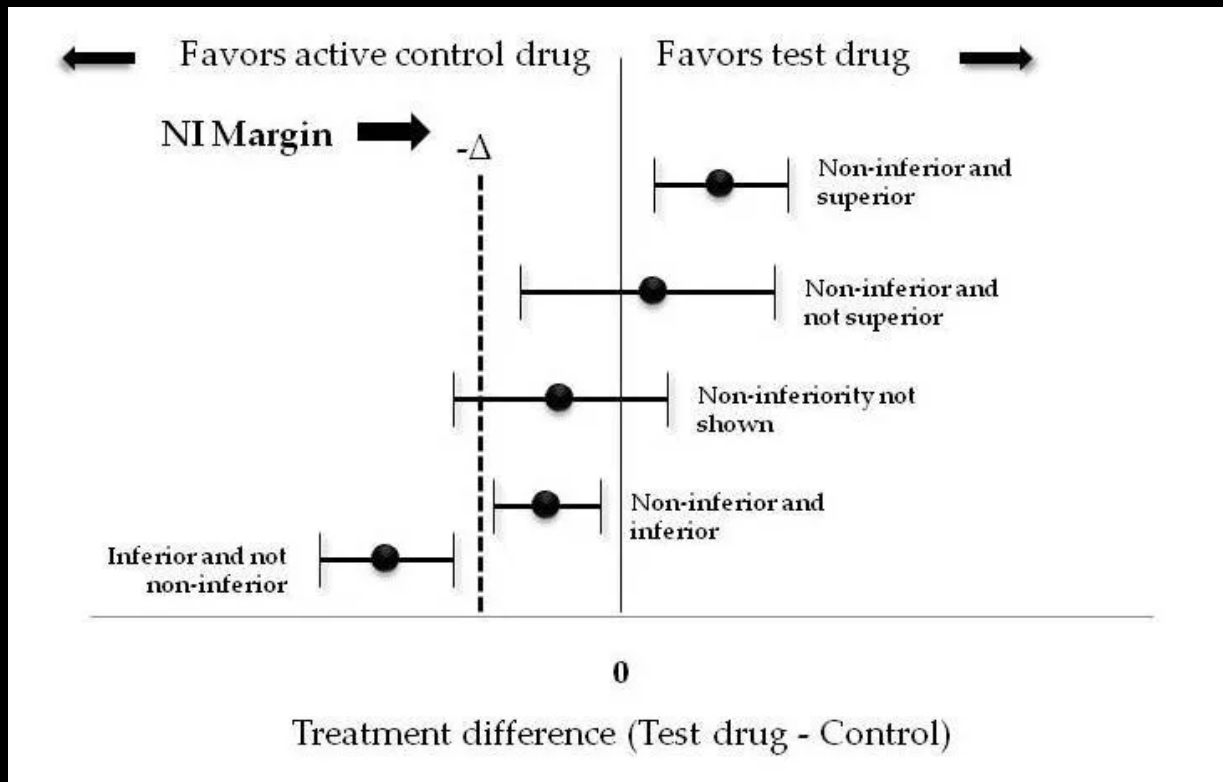 Favors active control drug
Favors test drug
NI Margin
-Δ
Non-inferior and
superior
Non-inferior and
not superior
Non-inferiority not
shown
Non-inferior and
inferior
Inferior and not
non-inferior
0
Treatment difference (Test drug - Control)